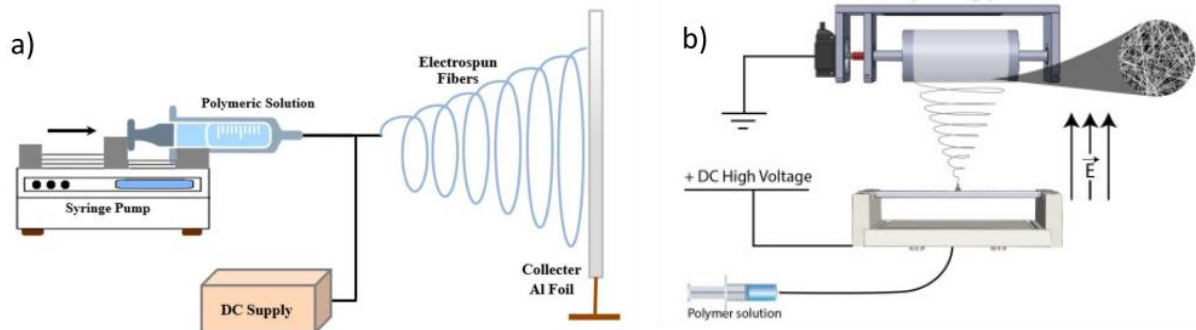 a)
Electrospun
Fibers
Polymeric Solution
Syringe Pump
DC Supply
Collecter
Al Foil
b)
+ DC High Voltage
E
Polymer solution